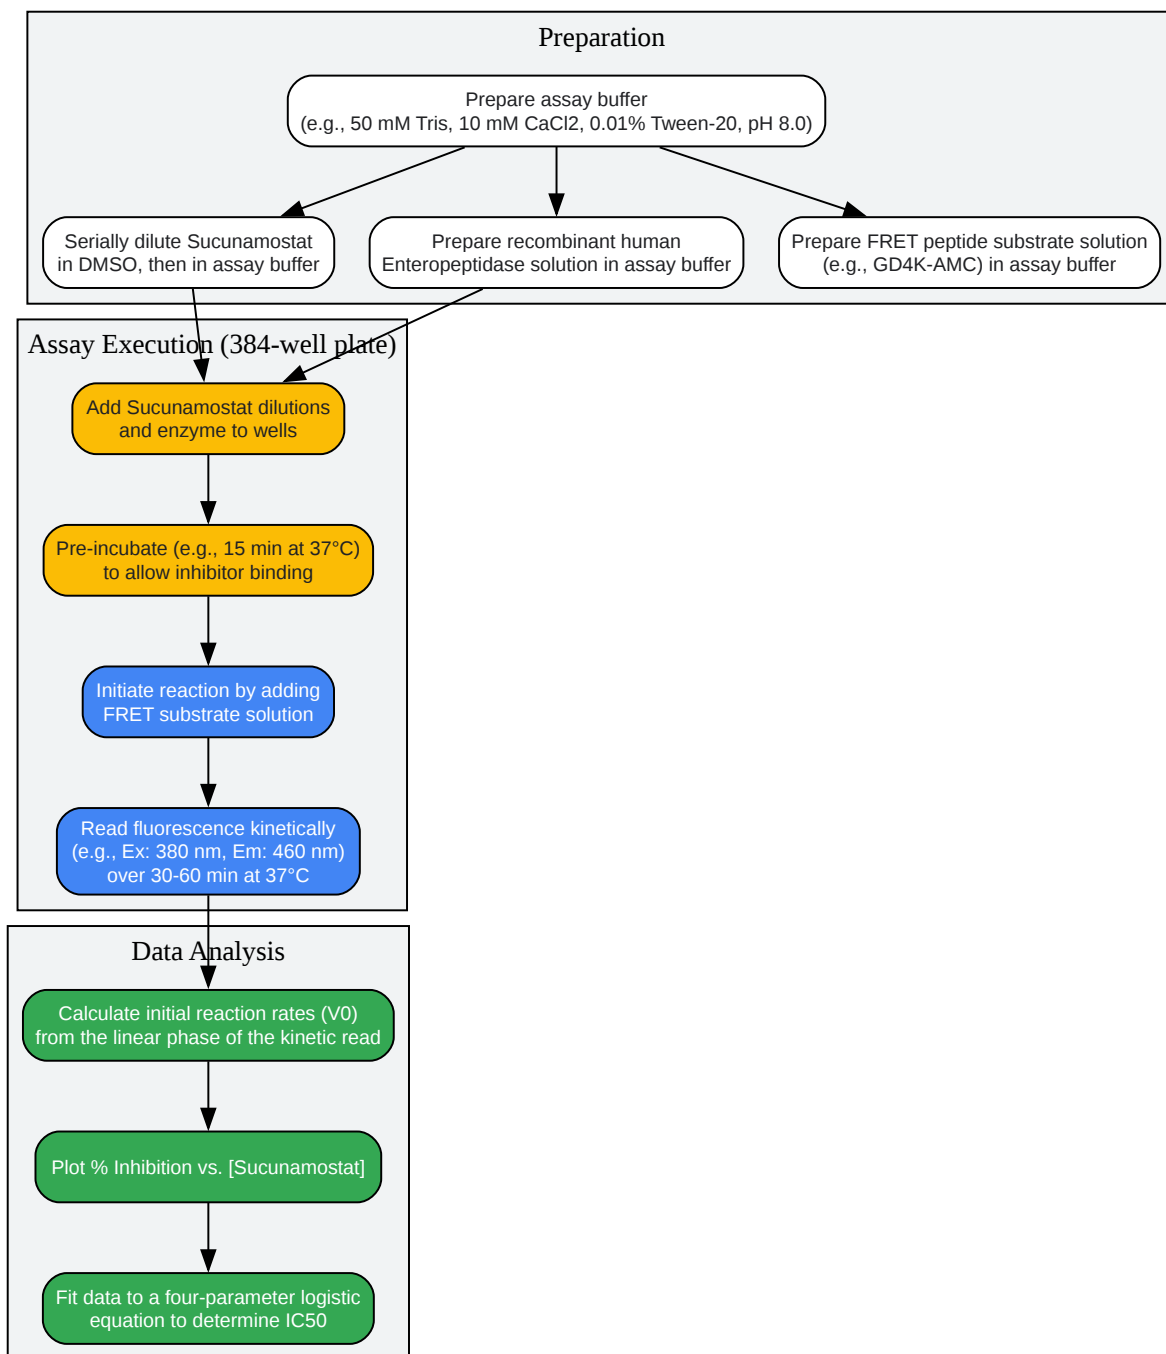 Preparation
Prepare assay buffer
(e.g., 50 mM Tris, 10 mM CaCl2, 0.01% Tween-20, pH 8.0)
Serially dilute Sucunamostat
in DMSO, then in assay buffer
Prepare recombinant human
Enteropeptidase solution in assay buffer
Prepare FRET peptide substrate solution
(e.g., GD4K-AMC) in assay buffer
Assay Execution (384-well plate)
Add Sucunamostat dilutions
and enzyme to wells
Pre-incubate (e.g., 15 min at 37°C)
to allow inhibitor binding
Initiate reaction by adding
FRET substrate solution
Read fluorescence kinetically
(e.g., Ex: 380 nm, Em: 460 nm)
over 30-60 min at 37°C
Data Analysis
Calculate initial reaction rates (V0)
from the linear phase of the kinetic read
Plot % Inhibition vs. [Sucunamostat]
Fit data to a four-parameter logistic
equation to determine IC50